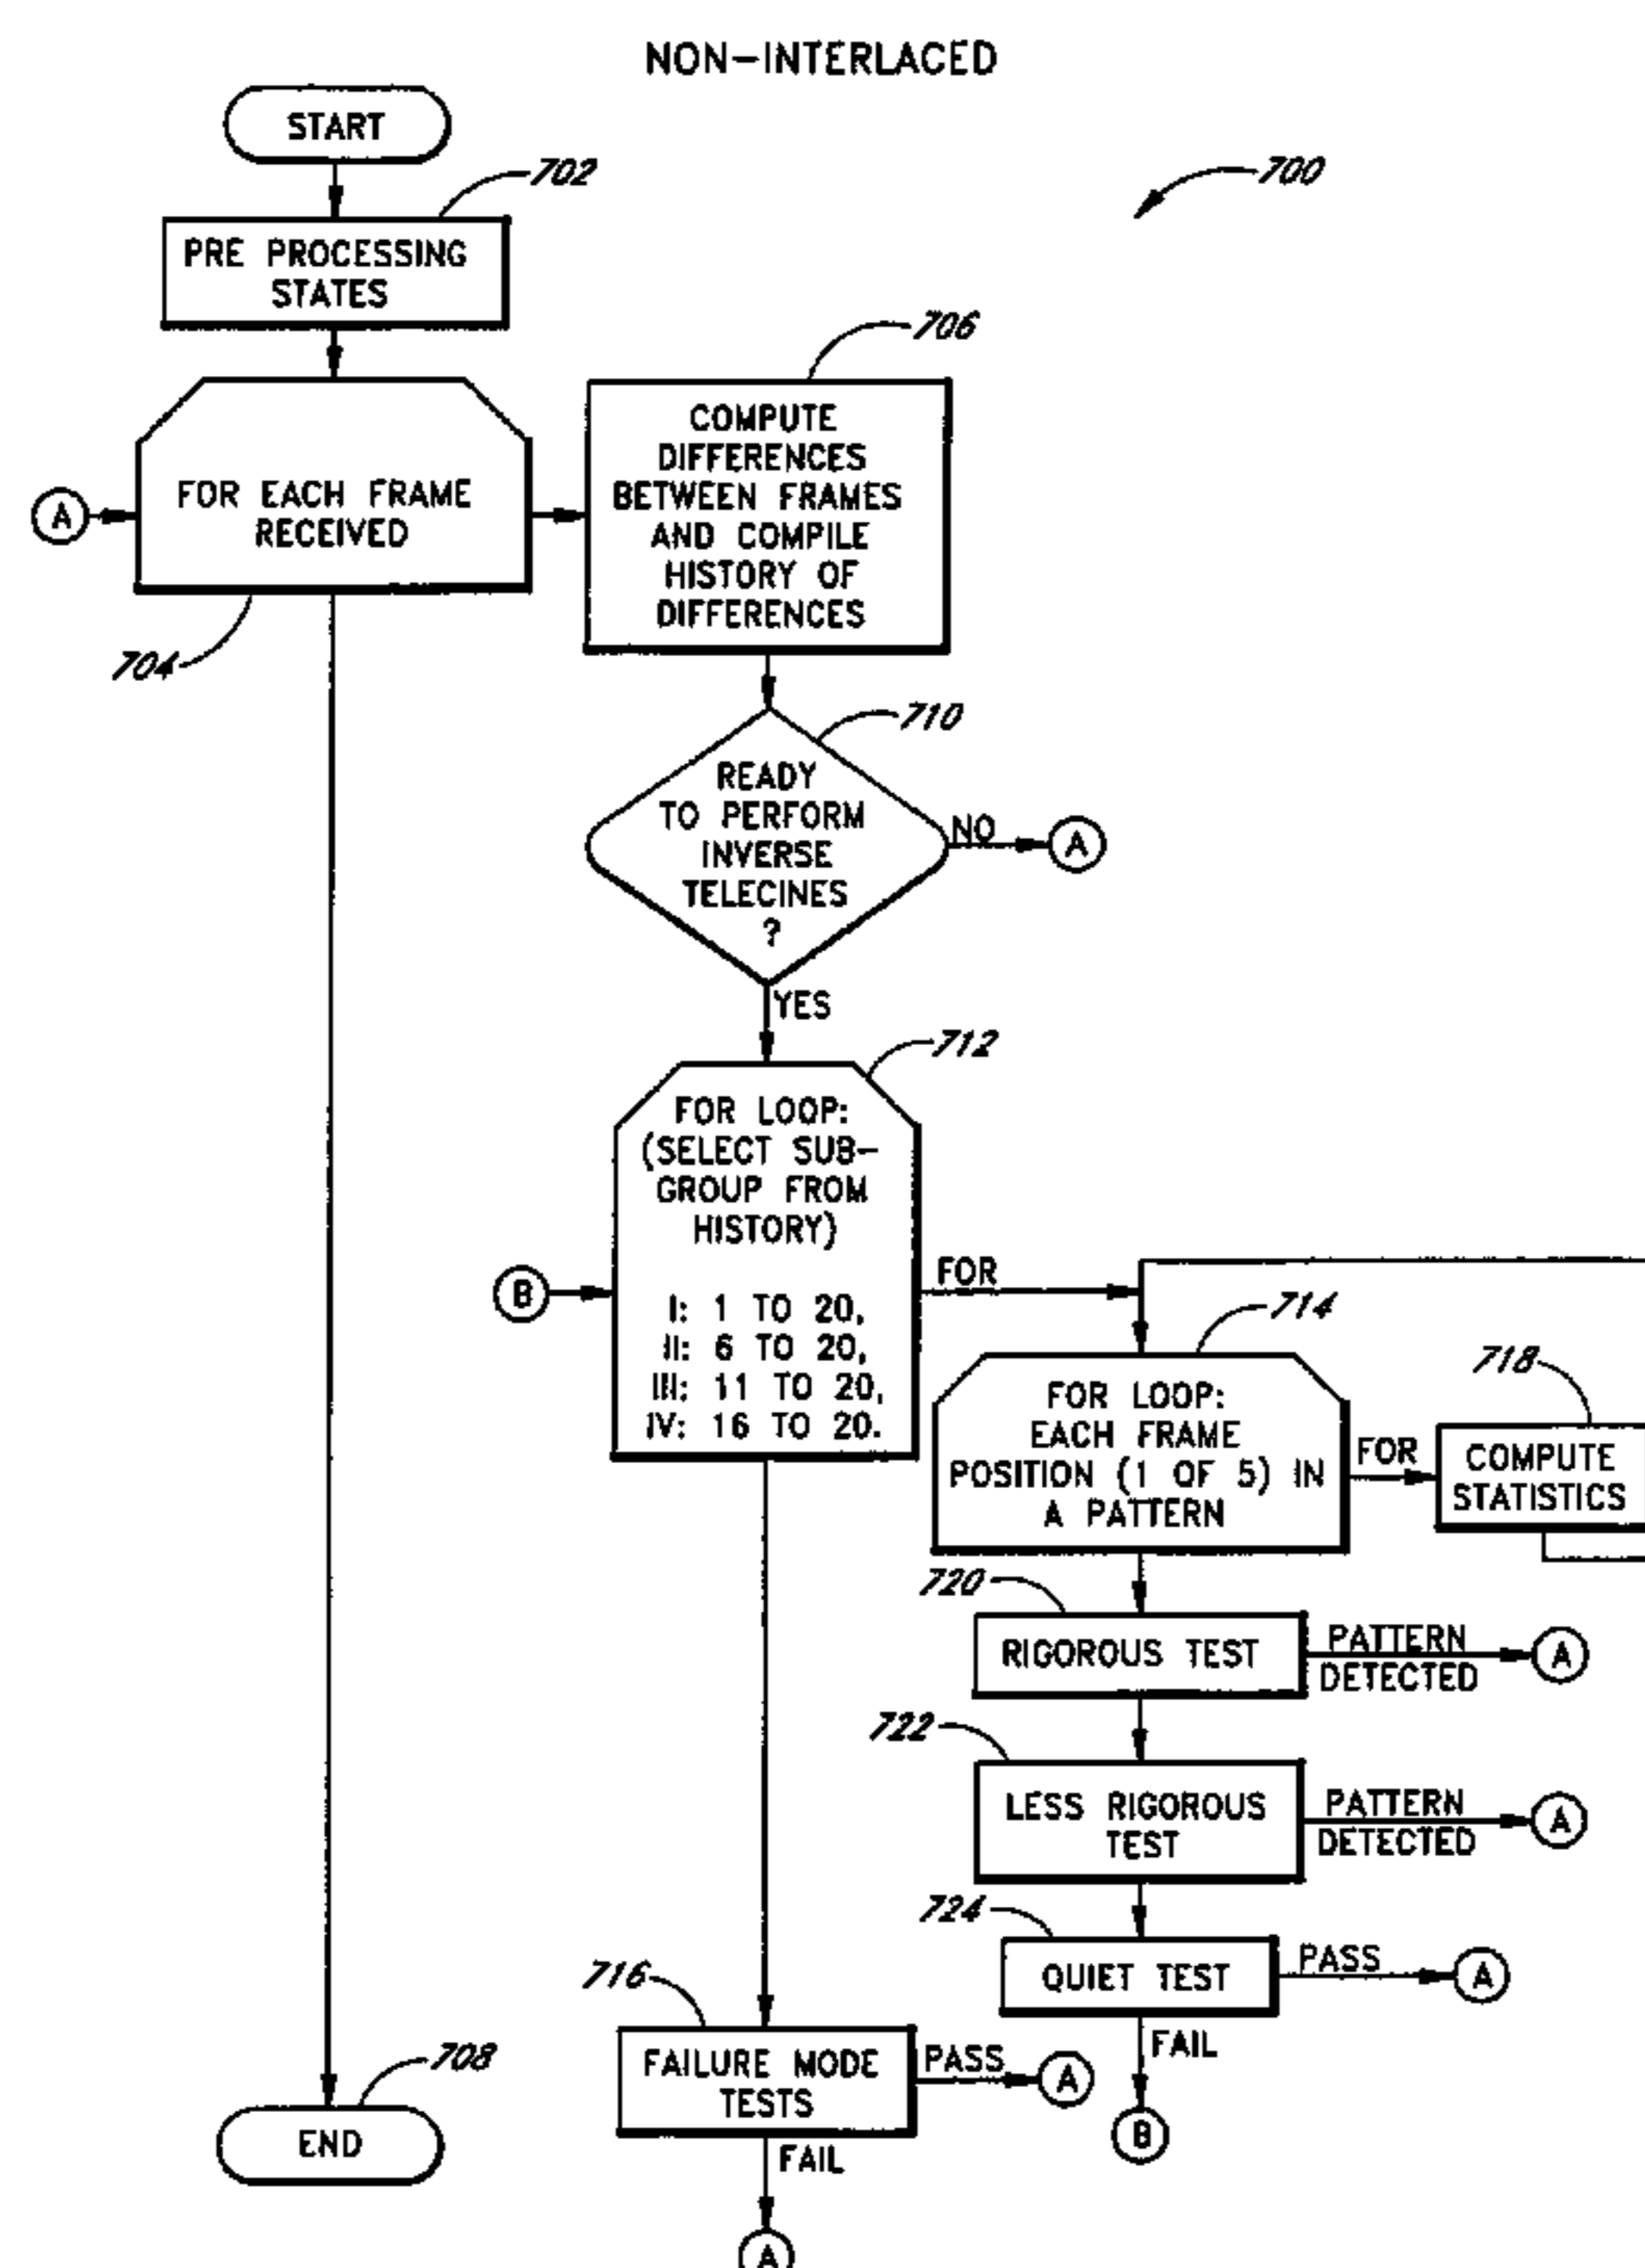 NON-INTERLACED
START
702
700
PRE PROCESSING
STATES
706
COMPUTE
DIFFERENCES
BETWEEN FRAMES
AND COMPILE
HISTORY OF
DIFFERENCES
A
FOR EACH FRAME
RECEIVED
704
710
READY
TO PERFORM
INVERSE
TELECINES
?
NO
A
YES
712
FOR LOOP:
(SELECT SUB-
GROUP FROM
HISTORY)
I: 1 TO 20,
II: 6 TO 20,
III: 11 TO 20,
IV: 16 TO 20.
B
FOR
714
FOR LOOP:
EACH FRAME
POSITION (1 OF 5) IN
A PATTERN
FOR
718
COMPUTE
STATISTICS
720
RIGOROUS TEST
PATTERN
DETECTED
A
722
LESS RIGOROUS
TEST
PATTERN
DETECTED
A
724
QUIET TEST
PASS
A
FAIL
B
716
FAILURE MODE
TESTS
PASS
A
FAIL
A
708
END